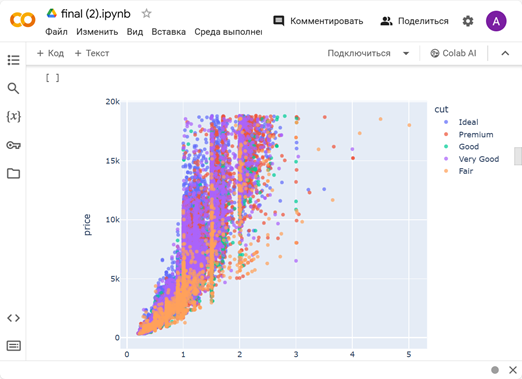 final (2).ipynb
Комментировать
Поделиться
A
Файл Изменить Вид Вставка Среда выполнен
+ Код + Текст
Подключиться
Colab AI
[ ]
{x}
cut
Ideal
Premium
Good
Very Good
Fair
price
20k
15k
10k
5k
0
0 1 2 3 4 5